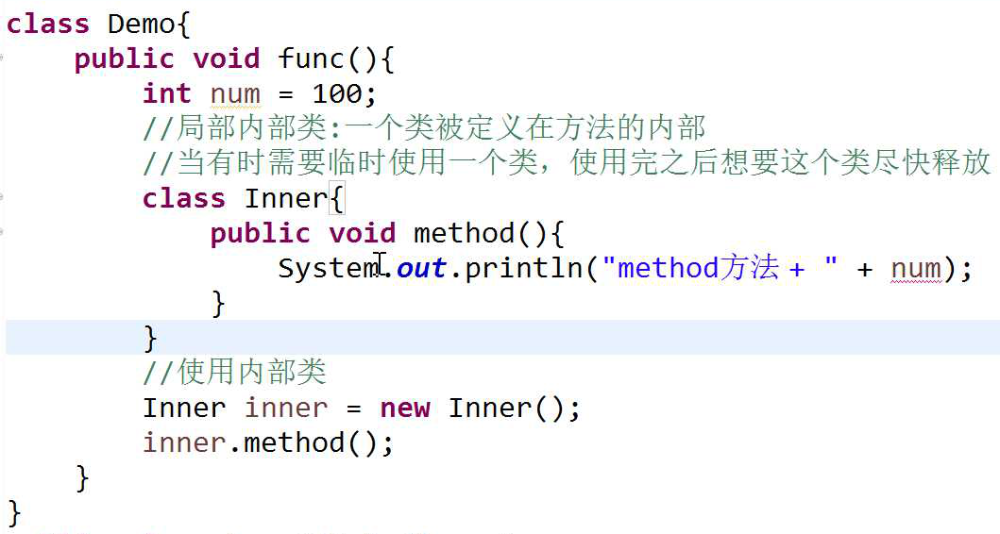 class Demo{
    public void func(){
        int num = 100;
        //局部内部类:一个类被定义在方法的内部
        //当有时需要临时使用一个类，使用完之后想要这个类尽快释放
        class Inner{
            public void method(){
                System.out.println("method方法 + " + num);
            }
        }
        //使用内部类
        Inner inner = new Inner();
        inner.method();
    }
}